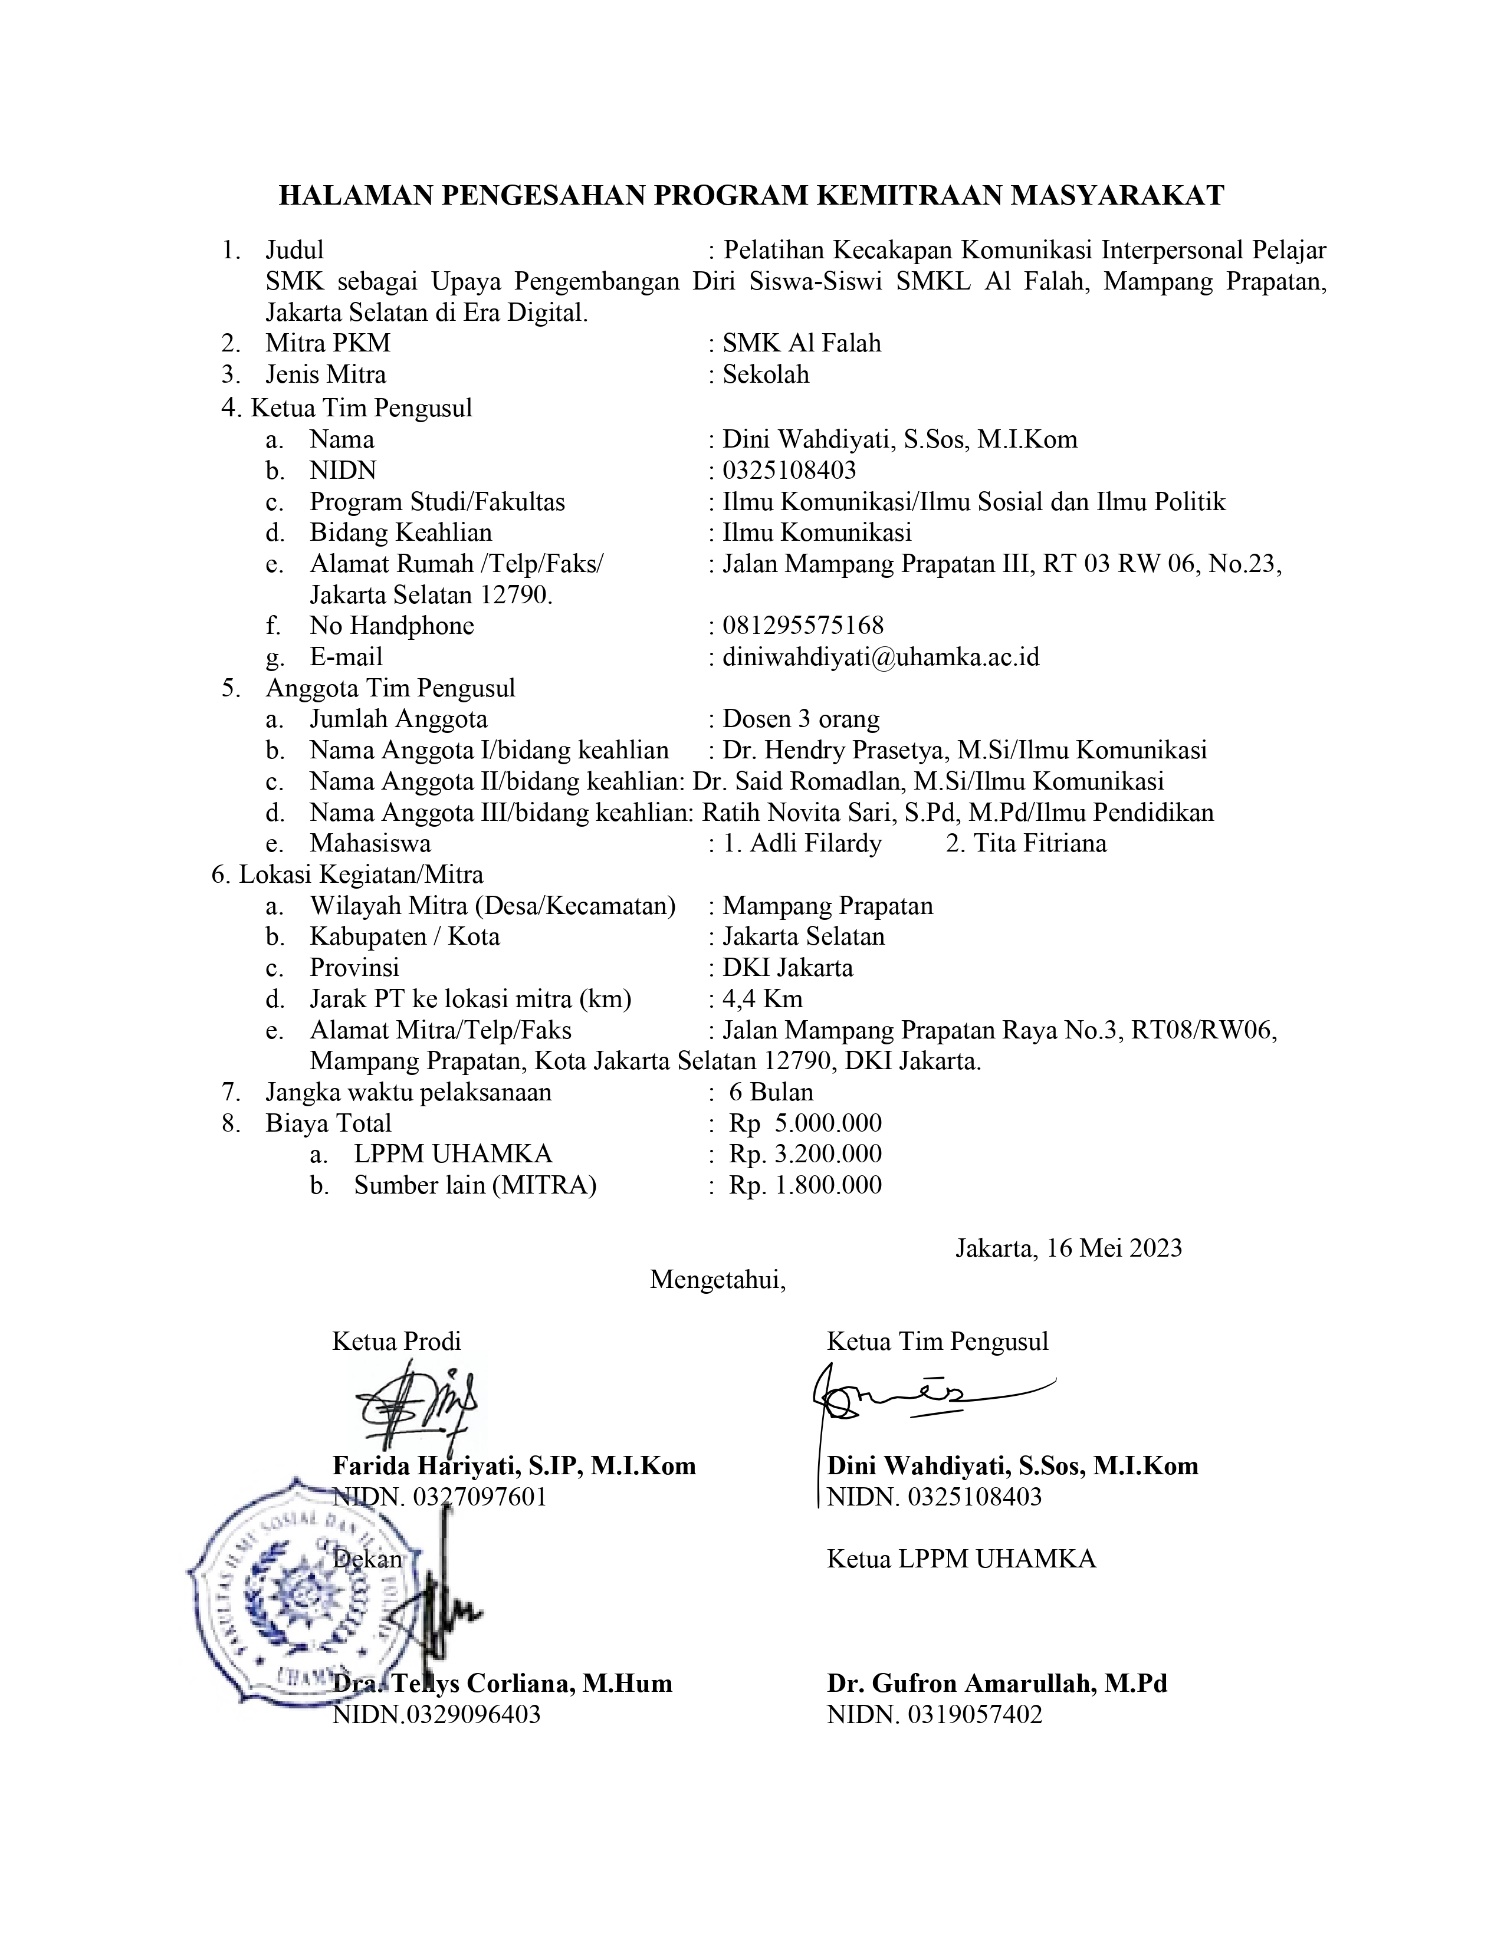 HALAMAN PENGESAHAN PROGRAM KEMITRAAN MASYARAKAT
1. Judul : Pelatihan Kecakapan Komunikasi Interpersonal Pelajar
SMK sebagai Upaya Pengembangan Diri Siswa-Siswi SMKL Al Falah, Mampang Prapatan,
Jakarta Selatan di Era Digital.
2. Mitra PKM : SMK Al Falah
3. Jenis Mitra : Sekolah
4. Ketua Tim Pengusul
a. Nama : Dini Wahdiyati, S.Sos, M.I.Kom
b. NIDN : 0325108403
c. Program Studi/Fakultas : Ilmu Komunikasi/Ilmu Sosial dan Ilmu Politik
d. Bidang Keahlian : Ilmu Komunikasi
e. Alamat Rumah /Telp/Faks/ : Jalan Mampang Prapatan III, RT 03 RW 06, No.23,
Jakarta Selatan 12790.
f. No Handphone : 081295575168
g. E-mail : diniwahdiyati@uhamka.ac.id
5. Anggota Tim Pengusul
a. Jumlah Anggota : Dosen 3 orang
b. Nama Anggota I/bidang keahlian : Dr. Hendry Prasetya, M.Si/Ilmu Komunikasi
c. Nama Anggota II/bidang keahlian: Dr. Said Romadlan, M.Si/Ilmu Komunikasi
d. Nama Anggota III/bidang keahlian: Ratih Novita Sari, S.Pd, M.Pd/Ilmu Pendidikan
e. Mahasiswa : 1. Adli Filardy 2. Tita Fitriana
6. Lokasi Kegiatan/Mitra
a. Wilayah Mitra (Desa/Kecamatan) : Mampang Prapatan
b. Kabupaten / Kota : Jakarta Selatan
c. Provinsi : DKI Jakarta
d. Jarak PT ke lokasi mitra (km) : 4,4 Km
e. Alamat Mitra/Telp/Faks : Jalan Mampang Prapatan Raya No.3, RT08/RW06,
Mampang Prapatan, Kota Jakarta Selatan 12790, DKI Jakarta.
7. Jangka waktu pelaksanaan : 6 Bulan
8. Biaya Total : Rp 5.000.000
a. LPPM UHAMKA : Rp. 3.200.000
b. Sumber lain (MITRA) : Rp. 1.800.000
Jakarta, 16 Mei 2023
Mengetahui,
Ketua Prodi Ketua Tim Pengusul
Farida Hariyati, S.IP, M.I.Kom Dini Wahdiyati, S.Sos, M.I.Kom
NIDN. 0327097601 NIDN. 0325108403
FAKULTAS ILMU SOSIAL DAN
UHAMKA
Dekan Ketua LPPM UHAMKA
Dra. Tellys Corliana, M.Hum Dr. Gufron Amarullah, M.Pd
NIDN.0329096403 NIDN. 0319057402